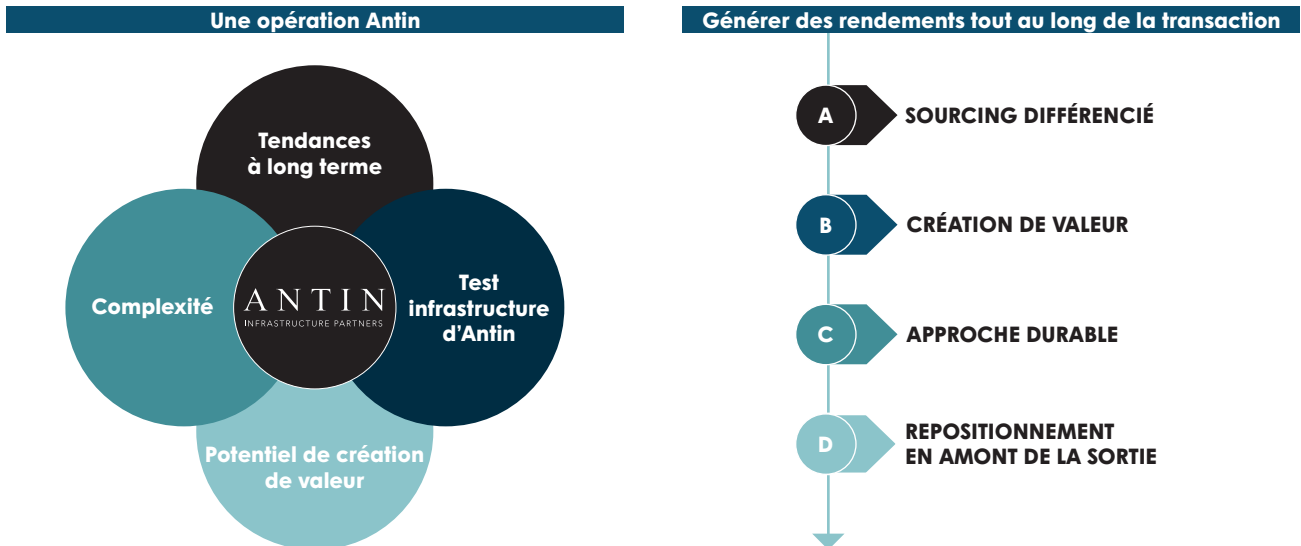 Une opération Antin
Tendances
à long terme
Complexité
ANTIN
INFRASTRUCTURE PARTNERS
Test
infrastructure
d'Antin
Potentiel de création
de valeur
Générer des rendements tout au long de la transaction
A
SOURCING DIFFÉRENCIÉ
B
CRÉATION DE VALEUR
C
APPROCHE DURABLE
D
REPOSITIONNEMENT
EN AMONT DE LA SORTIE